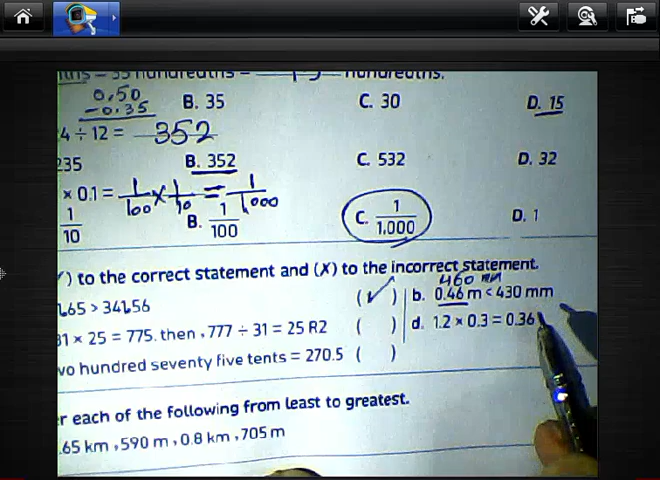 35 hundredths = 15 hundredths.
0.50
- 0.35
B. 35 C. 30 D. 15
4 ÷ 12 = 352
235 B. 352 C. 532 D. 32
× 0.1 = 1/100 × 1/10 = 1/1000
1/10 B. 1/100 C. 1/1,000 D. 1
✓) to the correct statement and (✗) to the incorrect statement.
460 mm
65 > 34.56 (✓) b. 0.46 m < 430 mm
31 × 25 = 775. then , 777 ÷ 31 = 25 R2 ( ) d. 1.2 × 0.3 = 0.36
wo hundred seventy five tents = 270.5 ( )
er each of the following from least to greatest.
.65 km , 590 m , 0.8 km , 705 m